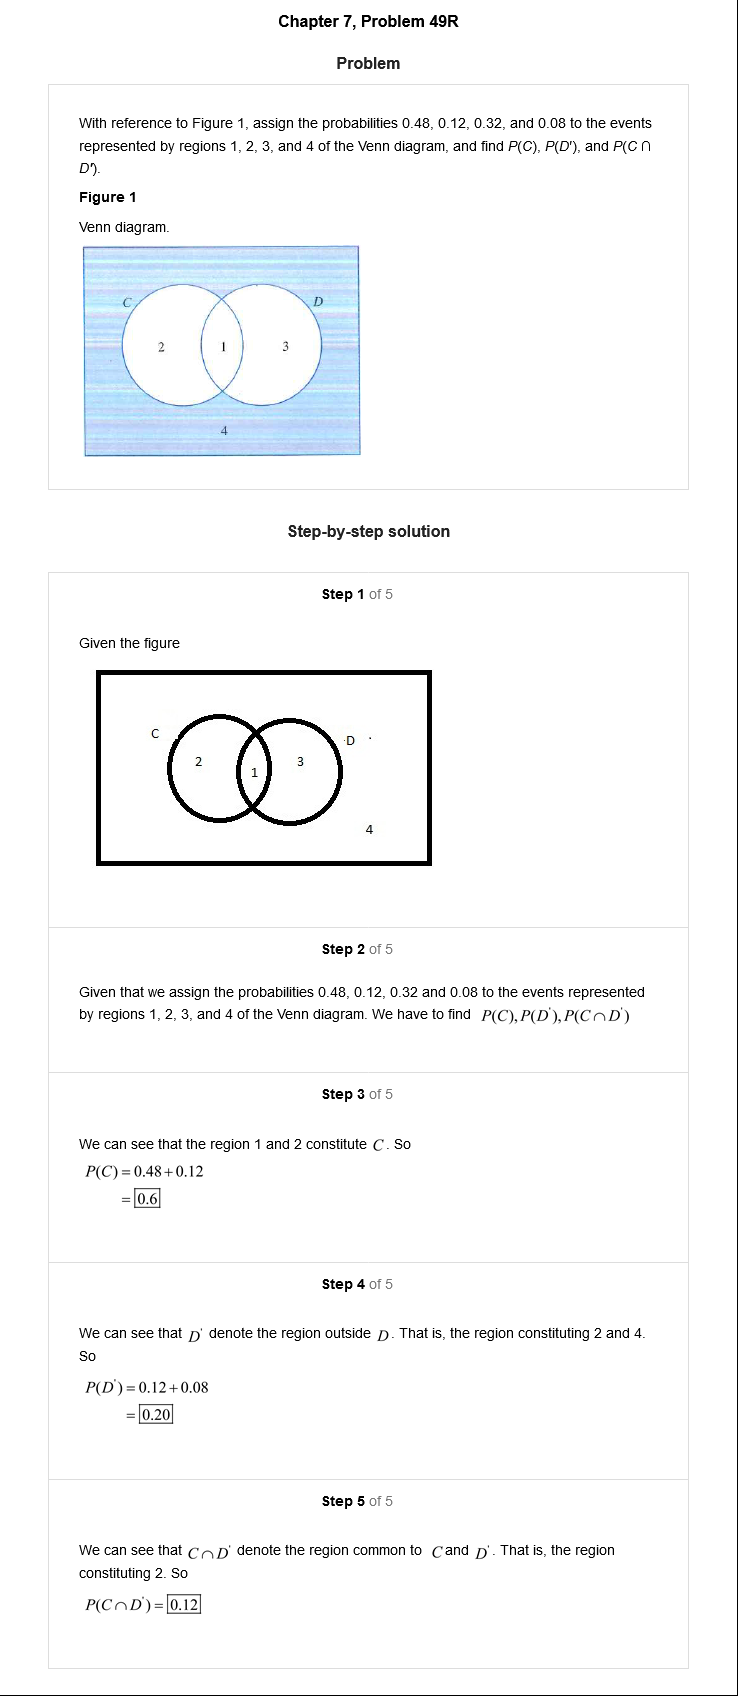 Chapter 7, Problem 49R
Problem
With reference to Figure 1, assign the probabilities 0.48, 0.12, 0.32, and 0.08 to the events
represented by regions 1, 2, 3, and 4 of the Venn diagram, and find P(C), P(D′), and P(C ∩
D′).
Figure 1
Venn diagram.
C D
2 1 3
4
Step-by-step solution
Step 1 of 5
Given the figure
C D
2 1 3
4
Step 2 of 5
Given that we assign the probabilities 0.48, 0.12, 0.32 and 0.08 to the events represented
by regions 1, 2, 3, and 4 of the Venn diagram. We have to find P(C), P(D'), P(C∩D')
Step 3 of 5
We can see that the region 1 and 2 constitute C. So
P(C) = 0.48+0.12
= 0.6
Step 4 of 5
We can see that D' denote the region outside D. That is, the region constituting 2 and 4.
So
P(D') = 0.12+0.08
= 0.20
Step 5 of 5
We can see that C∩D' denote the region common to C and D'. That is, the region
constituting 2. So
P(C∩D') = 0.12